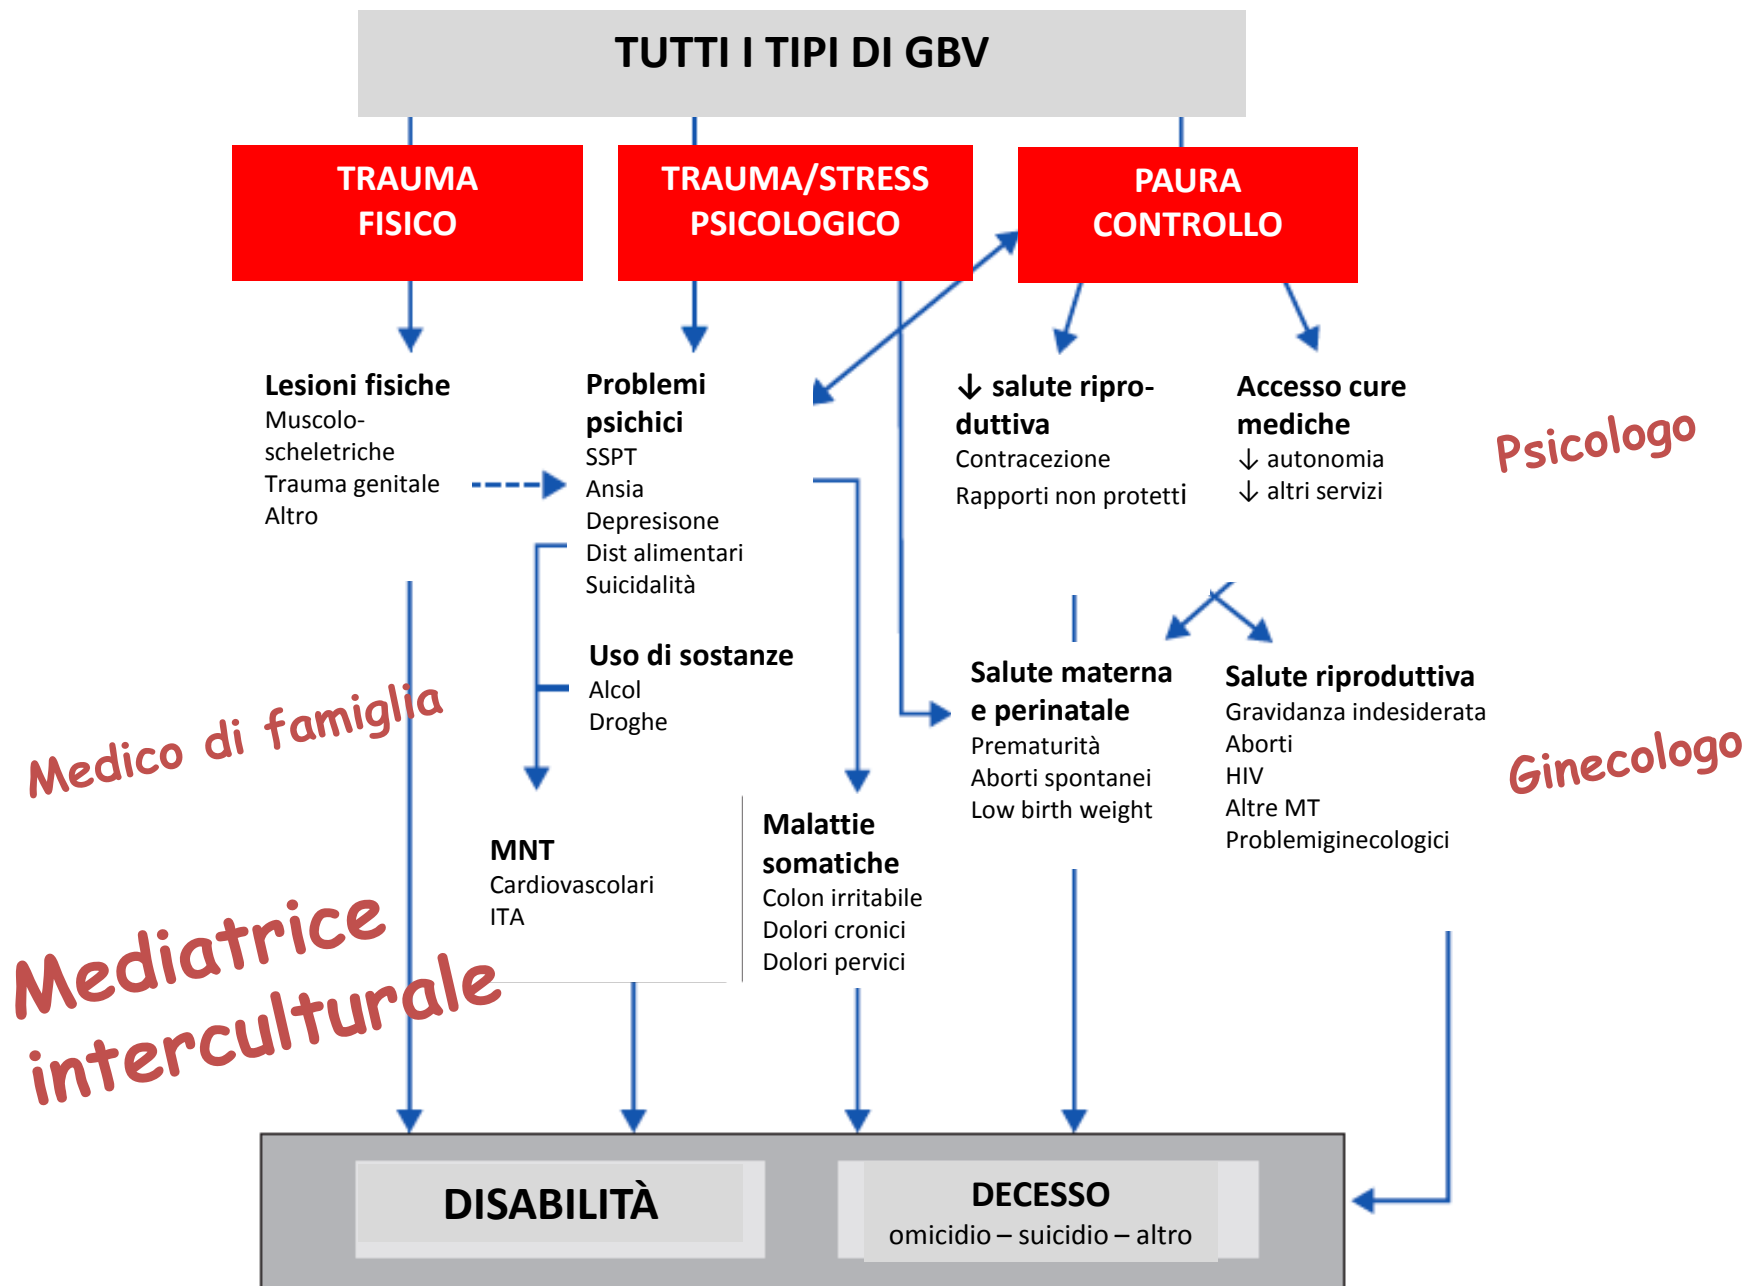 TUTTI I TIPI DI GBV
TRAUMA
FISICO
TRAUMA/STRESS
PSICOLOGICO
PAURA
CONTROLLO
Lesioni fisiche
Muscolo-
scheletriche
Trauma genitale
Altro
Problemi
psichici
SSPT
Ansia
Depresisone
Dist alimentari
Suicidalità
↓ salute ripro-
duttiva
Contracezione
Rapporti non protetti
Accesso cure
mediche
↓ autonomia
↓ altri servizi
Psicologo
Uso di sostanze
Alcol
Droghe
Salute materna
e perinatale
Prematurità
Aborti spontanei
Low birth weight
Salute riproduttiva
Gravidanza indesiderata
Aborti
HIV
Altre MT
Problemiginecologici
Medico di famiglia
Ginecologo
MNT
Cardiovascolari
ITA
Malattie
somatiche
Colon irritabile
Dolori cronici
Dolori pervici
Mediatrice
interculturale
DISABILITÀ
DECESSO
omicidio – suicidio – altro